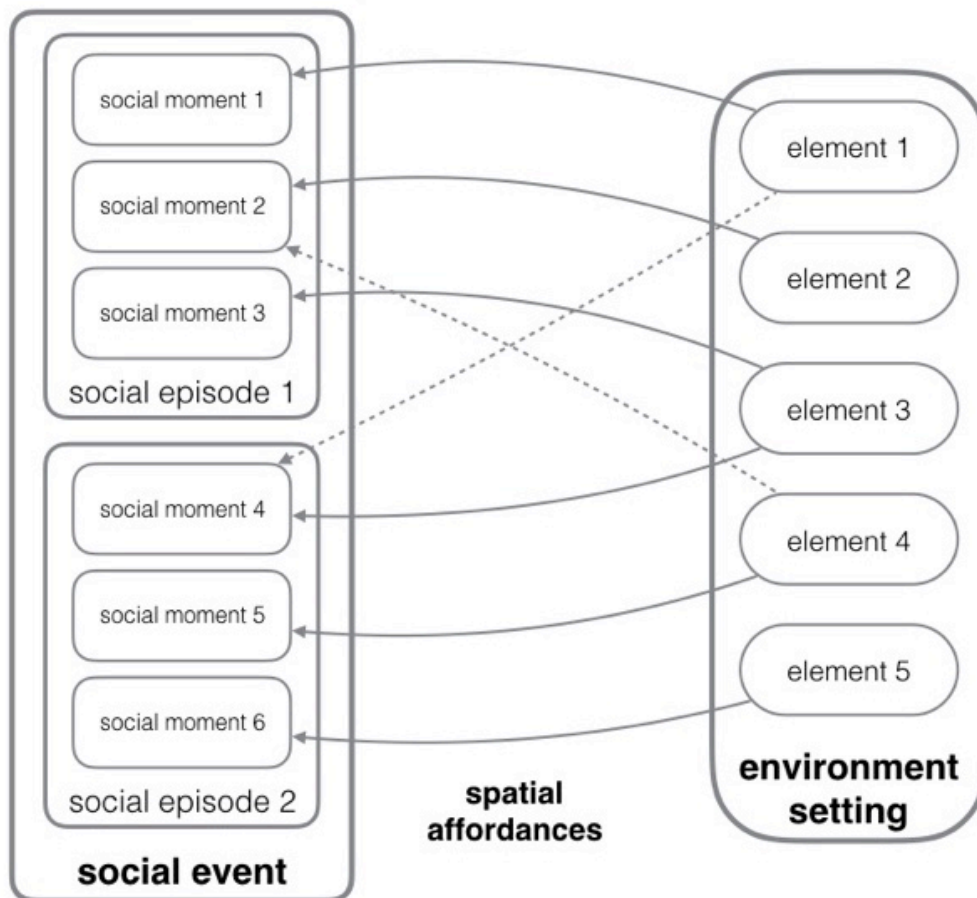 social moment 1
social moment 2
social moment 3
social episode 1
social moment 4
social moment 5
social moment 6
social episode 2
social event
spatial
affordances
element 1
element 2
element 3
element 4
element 5
environment
setting